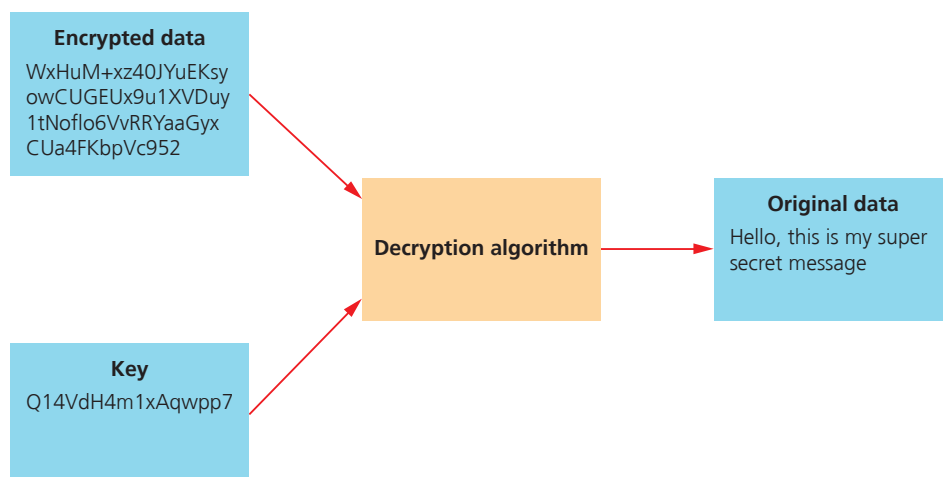 Encrypted data
WxHuM+xz40JYuEKsy
owCUGEUx9u1XVDuy
1tNoflo6VvRRYaaGyx
CUa4FKbpVc952
Key
Q14VdH4m1xAqwpp7
Decryption algorithm
Original data
Hello, this is my super
secret message